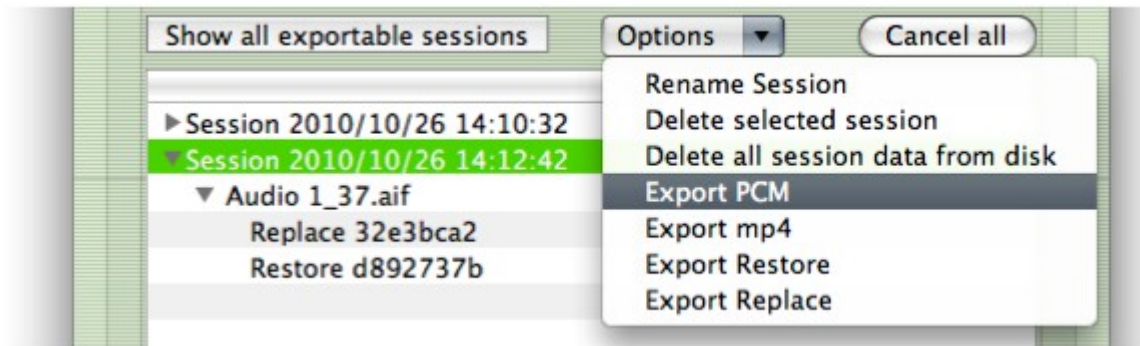 Show all exportable sessions
Options
Cancel all
Rename Session
Delete selected session
Delete all session data from disk
Export PCM
Export mp4
Export Restore
Export Replace
Session 2010/10/26 14:10:32
Session 2010/10/26 14:12:42
Audio 1_37.aif
Replace 32e3bca2
Restore d892737b